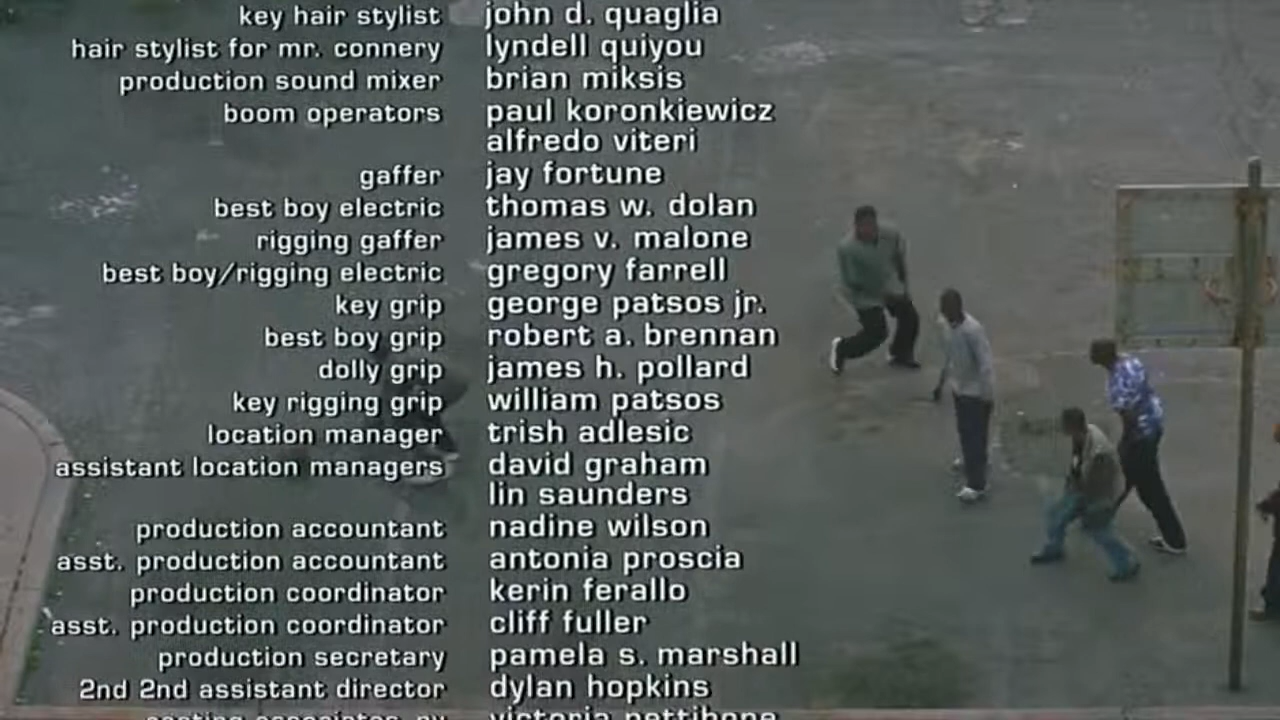 key hair stylist john d. quaglia
hair stylist for mr. connery lyndell quiyou
production sound mixer brian miksis
boom operators paul koronkiewicz
alfredo viteri
gaffer jay fortune
best boy electric thomas w. dolan
rigging gaffer james v. malone
best boy/rigging electric gregory farrell
key grip george patsos jr.
best boy grip robert a. brennan
dolly grip james h. pollard
key rigging grip william patsos
location manager trish adlesic
assistant location managers david graham
lin saunders
production accountant nadine wilson
asst. production accountant antonia proscia
production coordinator kerin ferallo
asst. production coordinator cliff fuller
production secretary pamela s. marshall
2nd 2nd assistant director dylan hopkins
casting associates, ny victoria pettibone